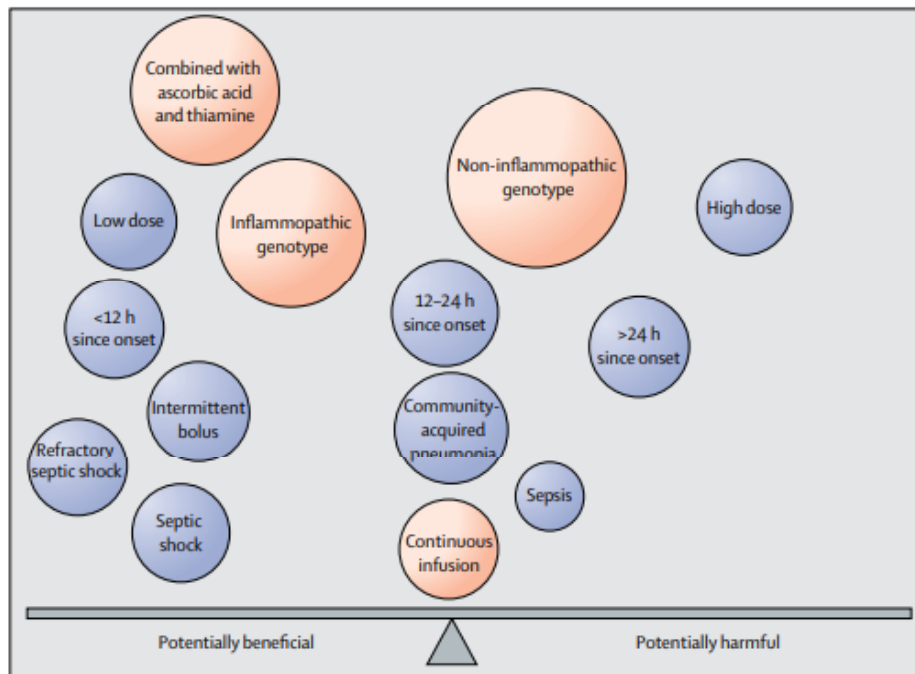 Combined with
ascorbic acid
and thiamine
Non-inflammopathic
genotype
High dose
Low dose
Inflammopathic
genotype
<12 h
since onset
12–24 h
since onset
>24 h
since onset
Intermittent
bolus
Community-
acquired
pneumonia
Refractory
septic shock
Sepsis
Septic
shock
Continuous
infusion
Potentially beneficial
Potentially harmful